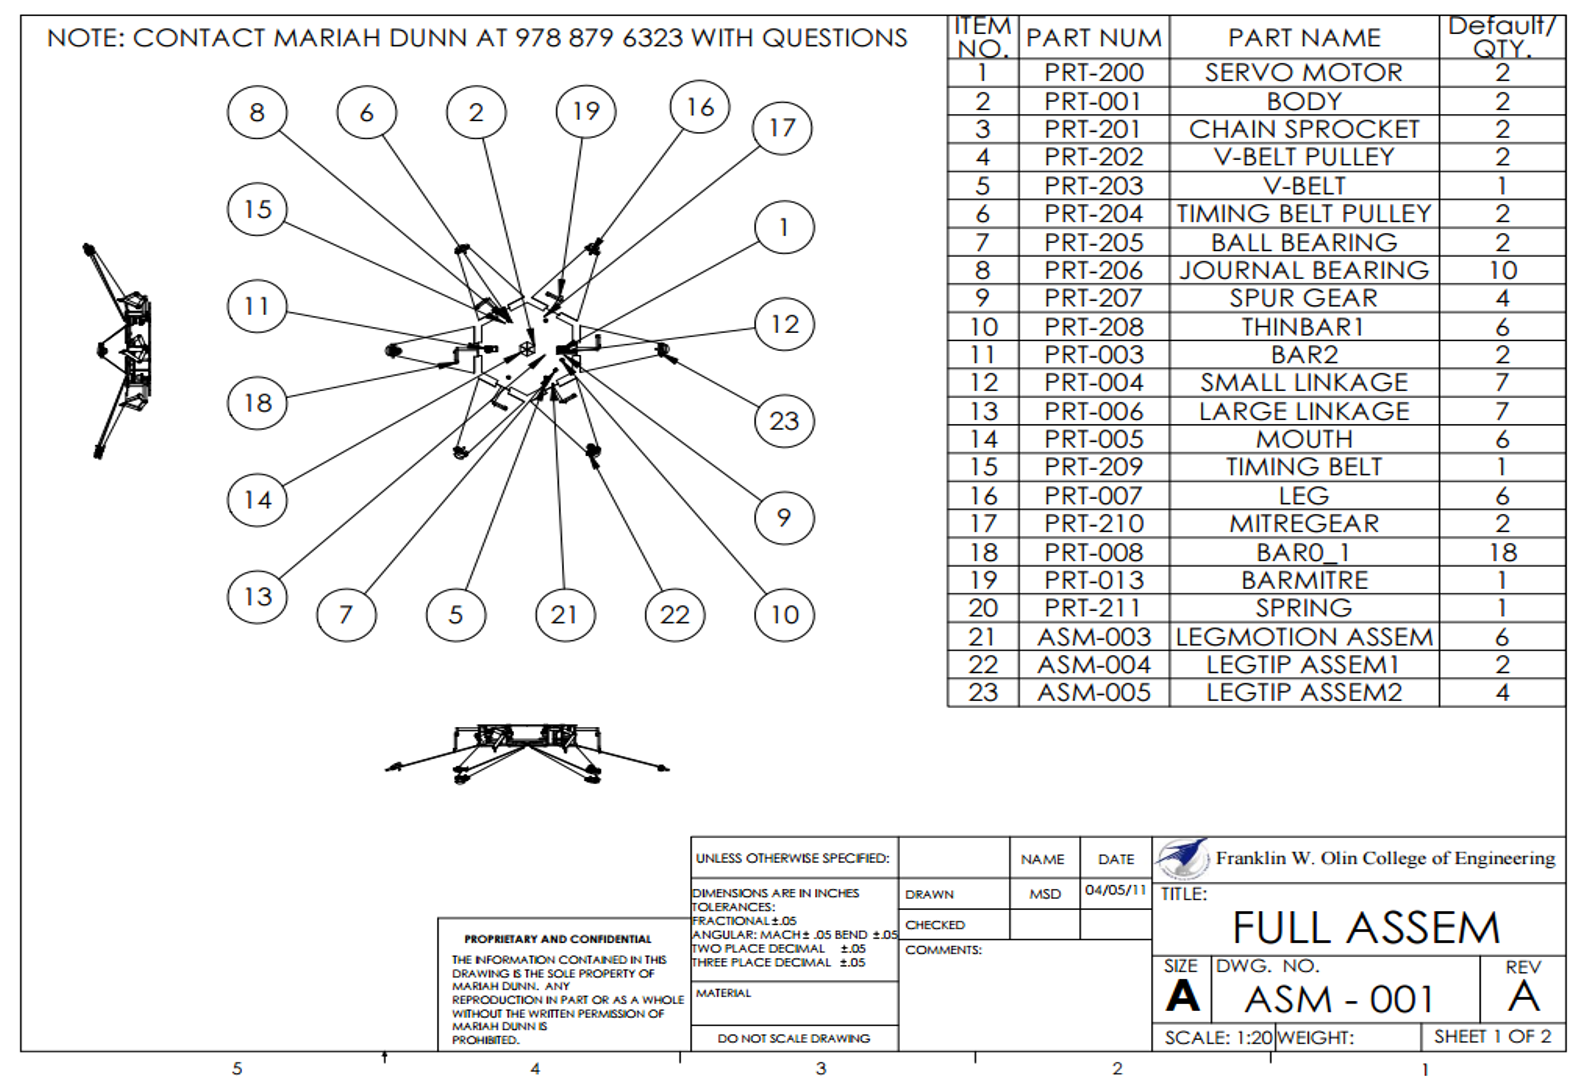 NOTE: CONTACT MARIAH DUNN AT 978 879 6323 WITH QUESTIONS
8
6
2
19
16
17
15
1
11
12
18
23
14
9
13
7
5
21
22
10
ITEM NO. PART NUM PART NAME Default/ QTY.
1 PRT-200 SERVO MOTOR 2
2 PRT-001 BODY 2
3 PRT-201 CHAIN SPROCKET 2
4 PRT-202 V-BELT PULLEY 2
5 PRT-203 V-BELT 1
6 PRT-204 TIMING BELT PULLEY 2
7 PRT-205 BALL BEARING 2
8 PRT-206 JOURNAL BEARING 10
9 PRT-207 SPUR GEAR 4
10 PRT-208 THINBAR1 6
11 PRT-003 BAR2 2
12 PRT-004 SMALL LINKAGE 7
13 PRT-006 LARGE LINKAGE 7
14 PRT-005 MOUTH 6
15 PRT-209 TIMING BELT 1
16 PRT-007 LEG 6
17 PRT-210 MITREGEAR 2
18 PRT-008 BAR0_1 18
19 PRT-013 BARMITRE 1
20 PRT-211 SPRING 1
21 ASM-003 LEGMOTION ASSEM 6
22 ASM-004 LEGTIP ASSEM1 2
23 ASM-005 LEGTIP ASSEM2 4
PROPRIETARY AND CONFIDENTIAL
THE INFORMATION CONTAINED IN THIS
DRAWING IS THE SOLE PROPERTY OF
MARIAH DUNN. ANY
REPRODUCTION IN PART OR AS A WHOLE
WITHOUT THE WRITTEN PERMISSION OF
MARIAH DUNN IS
PROHIBITED.
UNLESS OTHERWISE SPECIFIED:
DIMENSIONS ARE IN INCHES
TOLERANCES:
FRACTIONAL ±.05
ANGULAR: MACH± .05 BEND ±.05
TWO PLACE DECIMAL ±.05
THREE PLACE DECIMAL ±.05
MATERIAL
DO NOT SCALE DRAWING
NAME DATE
DRAWN MSD 04/05/11
CHECKED
COMMENTS:
Franklin W. Olin College of Engineering
TITLE:
FULL ASSEM
SIZE DWG. NO. REV
A ASM - 001 A
SCALE: 1:20 WEIGHT: SHEET 1 OF 2
5 4 3 2 1